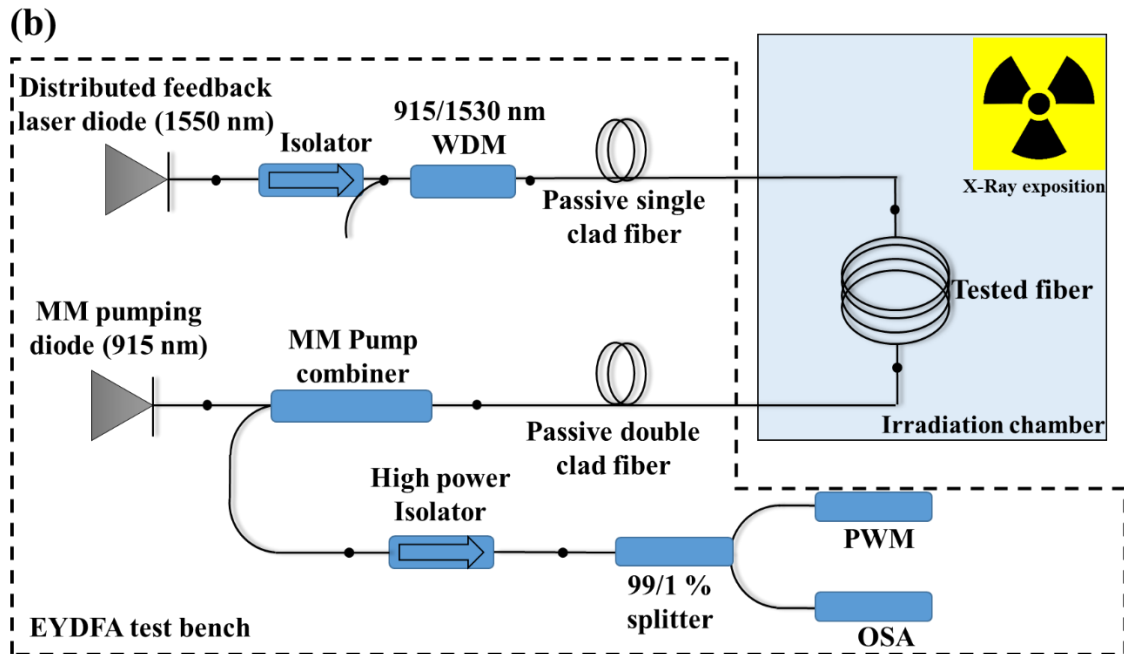 (b)
Distributed feedback
laser diode (1550 nm)
Isolator
915/1530 nm
WDM
Passive single
clad fiber
X-Ray exposition
Tested fiber
MM pumping
diode (915 nm)
MM Pump
combiner
Passive double
clad fiber
Irradiation chamber
High power
Isolator
99/1 %
splitter
PWM
OSA
EYDFA test bench